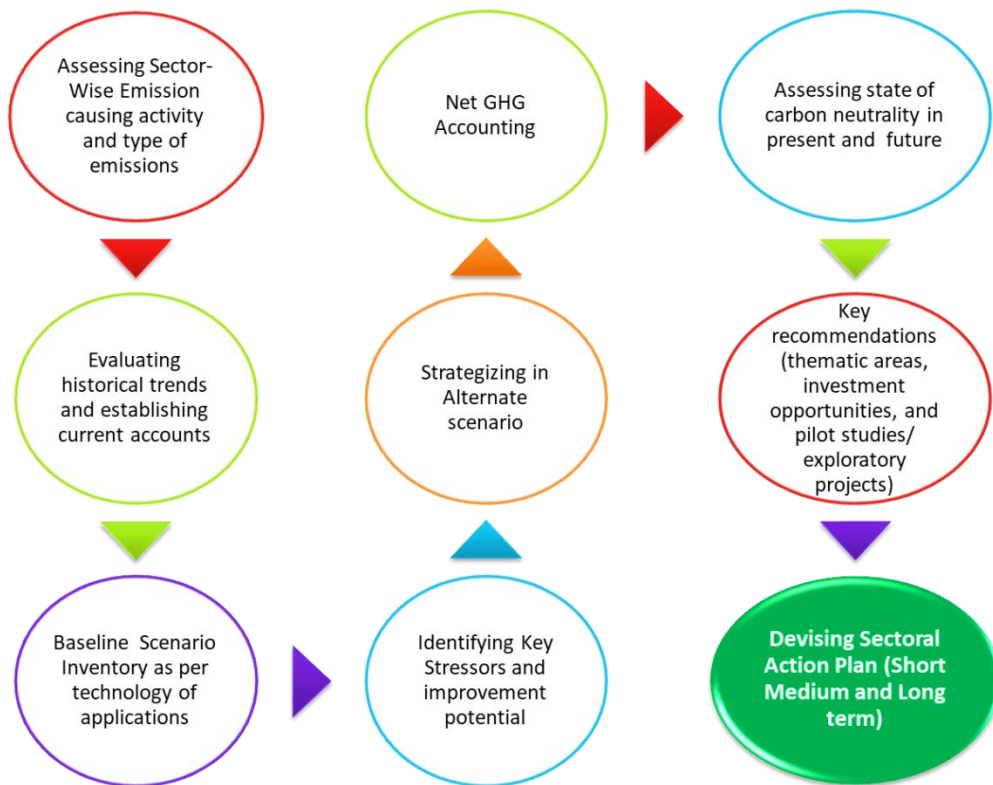 Assessing Sector-
Wise Emission
causing activity
and type of
emissions
Evaluating
historical trends
and establishing
current accounts
Baseline Scenario
Inventory as per
technology of
applications
Identifying Key
Stressors and
improvement
potential
Strategizing in
Alternate
scenario
Net GHG
Accounting
Assessing state of
carbon neutrality in
present and future
Key
recommendations
(thematic areas,
investment
opportunities, and
pilot studies/
exploratory
projects)
Devising Sectoral
Action Plan (Short
Medium and Long
term)